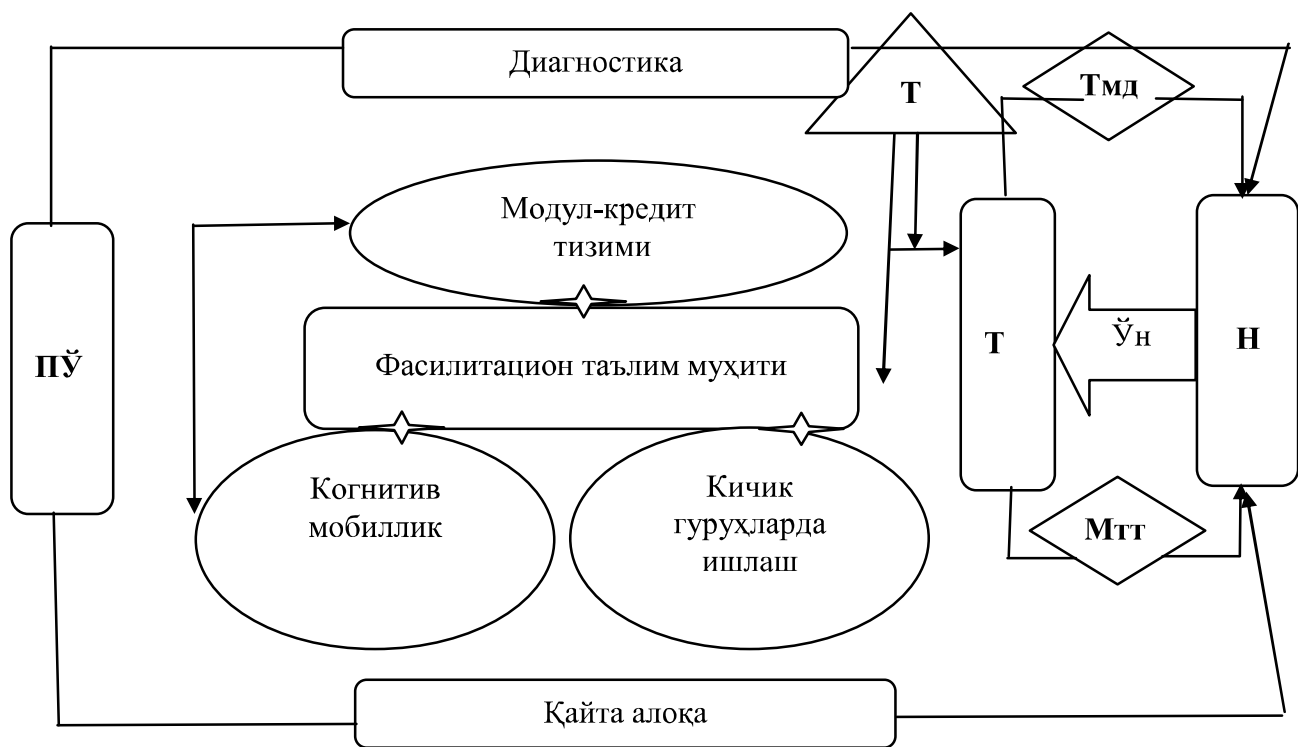 Диагностика
Т
Тмд
Модул-кредит
тизими
ПЎ
Фасилитацион таълим муҳити
Т
Ўн
Н
Когнитив
мобиллик
Кичик
гуруҳларда
ишлаш
Мтт
Қайта алоқа